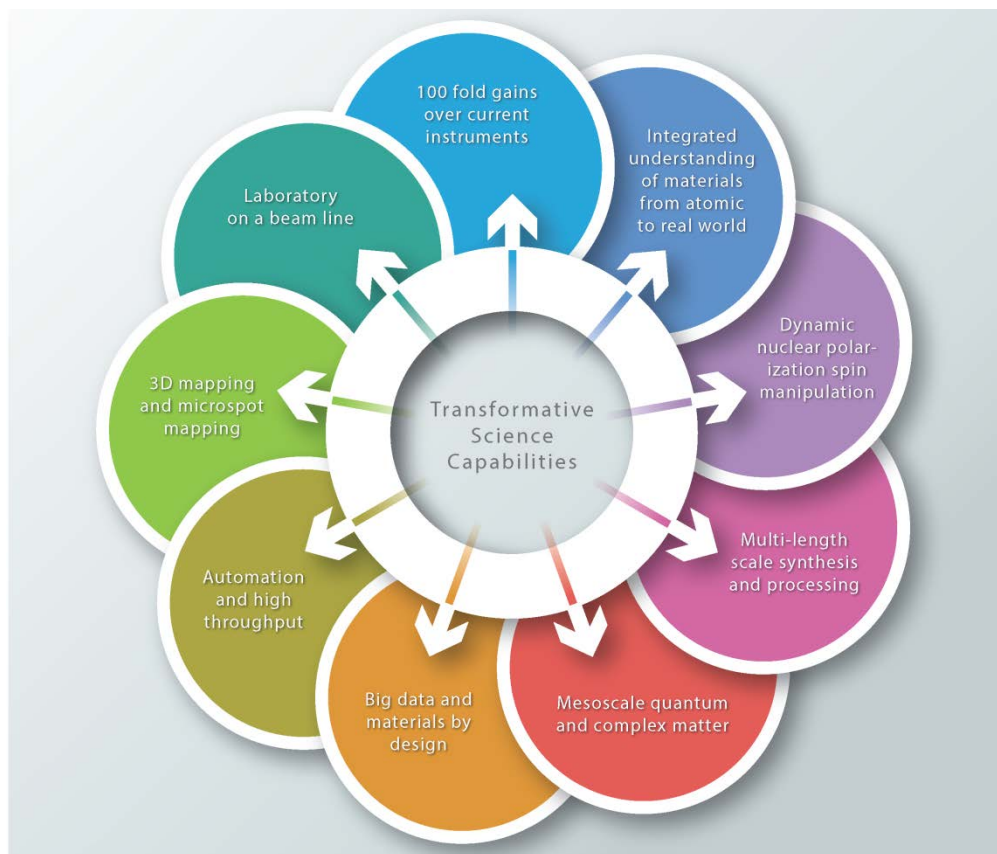 100 fold gains
over current
instruments
Integrated
understanding
of materials
from atomic
to real world
Dynamic
nuclear polar-
ization spin
manipulation
Multi-length
scale synthesis
and processing
Mesoscale quantum
and complex matter
Big data and
materials by
design
Automation
and high
throughput
3D mapping
and microspot
mapping
Laboratory
on a beam line
Transformative
Science
Capabilities